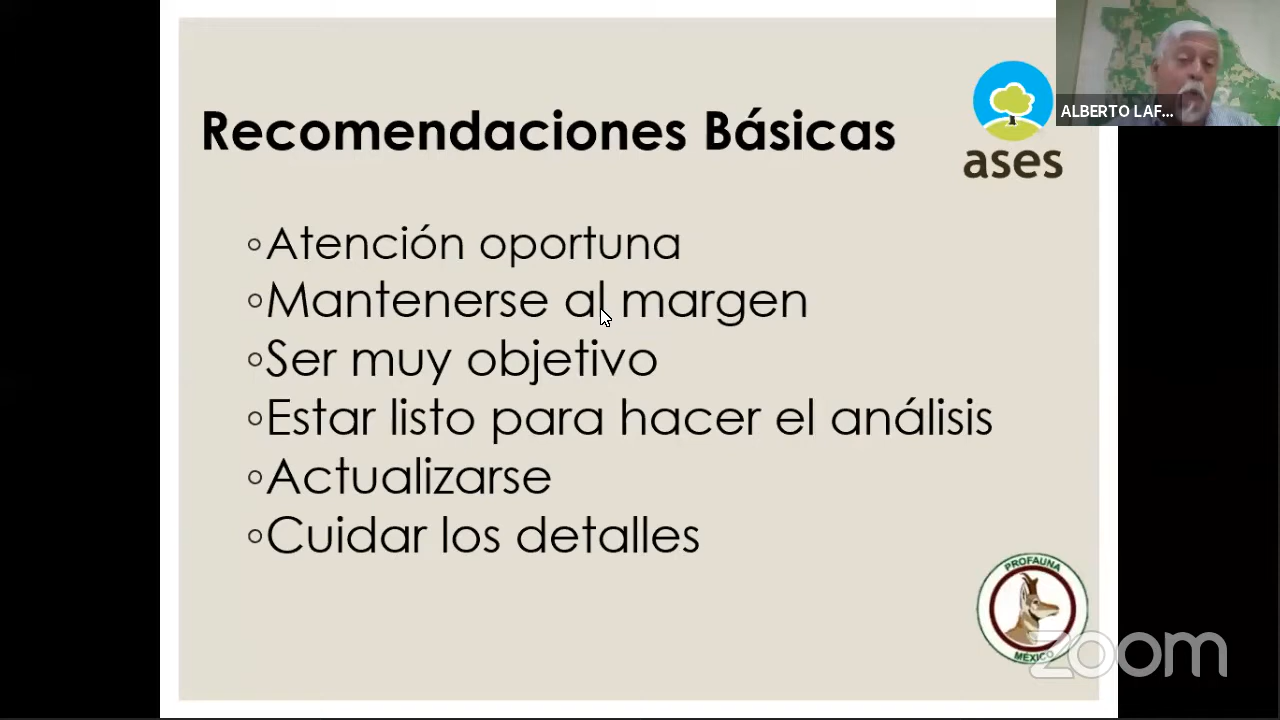 Recomendaciones Básicas
ases
ALBERTO LAF...
◦Atención oportuna
◦Mantenerse al margen
◦Ser muy objetivo
◦Estar listo para hacer el análisis
◦Actualizarse
◦Cuidar los detalles
PROFAUNA
MÉXICO
zoom